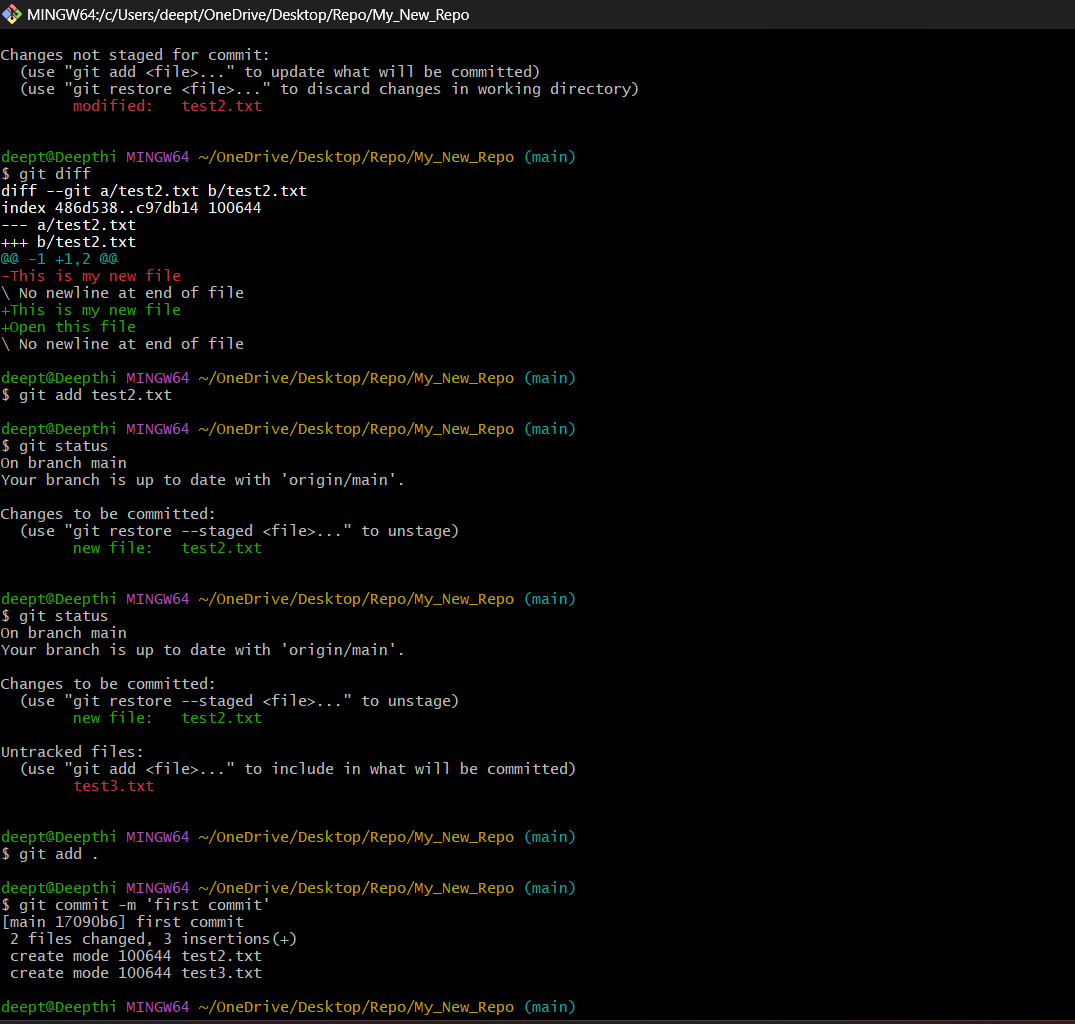 MINGW64:/c/Users/deept/OneDrive/Desktop/Repo/My_New_Repo
Changes not staged for commit:
  (use "git add <file>..." to update what will be committed)
  (use "git restore <file>..." to discard changes in working directory)
        modified:   test2.txt
deept@Deepthi MINGW64 ~/OneDrive/Desktop/Repo/My_New_Repo (main)
$ git diff
diff --git a/test2.txt b/test2.txt
index 486d538..c97db14 100644
--- a/test2.txt
+++ b/test2.txt
@@ -1 +1,2 @@
-This is my new file
\ No newline at end of file
+This is my new file
+Open this file
\ No newline at end of file
deept@Deepthi MINGW64 ~/OneDrive/Desktop/Repo/My_New_Repo (main)
$ git add test2.txt
deept@Deepthi MINGW64 ~/OneDrive/Desktop/Repo/My_New_Repo (main)
$ git status
On branch main
Your branch is up to date with 'origin/main'.
Changes to be committed:
  (use "git restore --staged <file>..." to unstage)
        new file:   test2.txt
deept@Deepthi MINGW64 ~/OneDrive/Desktop/Repo/My_New_Repo (main)
$ git status
On branch main
Your branch is up to date with 'origin/main'.
Changes to be committed:
  (use "git restore --staged <file>..." to unstage)
        new file:   test2.txt
Untracked files:
  (use "git add <file>..." to include in what will be committed)
        test3.txt
deept@Deepthi MINGW64 ~/OneDrive/Desktop/Repo/My_New_Repo (main)
$ git add .
deept@Deepthi MINGW64 ~/OneDrive/Desktop/Repo/My_New_Repo (main)
$ git commit -m 'first commit'
[main 17090b6] first commit
 2 files changed, 3 insertions(+)
 create mode 100644 test2.txt
 create mode 100644 test3.txt
deept@Deepthi MINGW64 ~/OneDrive/Desktop/Repo/My_New_Repo (main)